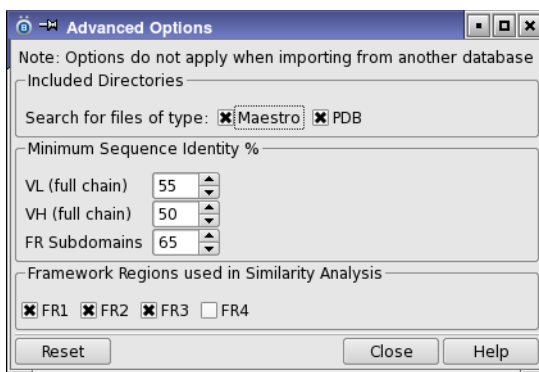 Advanced Options
Note: Options do not apply when importing from another database
Included Directories
Search for files of type: Maestro PDB
Minimum Sequence Identity %
VL (full chain) 55
VH (full chain) 50
FR Subdomains 65
Framework Regions used in Similarity Analysis
FR1 FR2 FR3 FR4
Reset Close Help